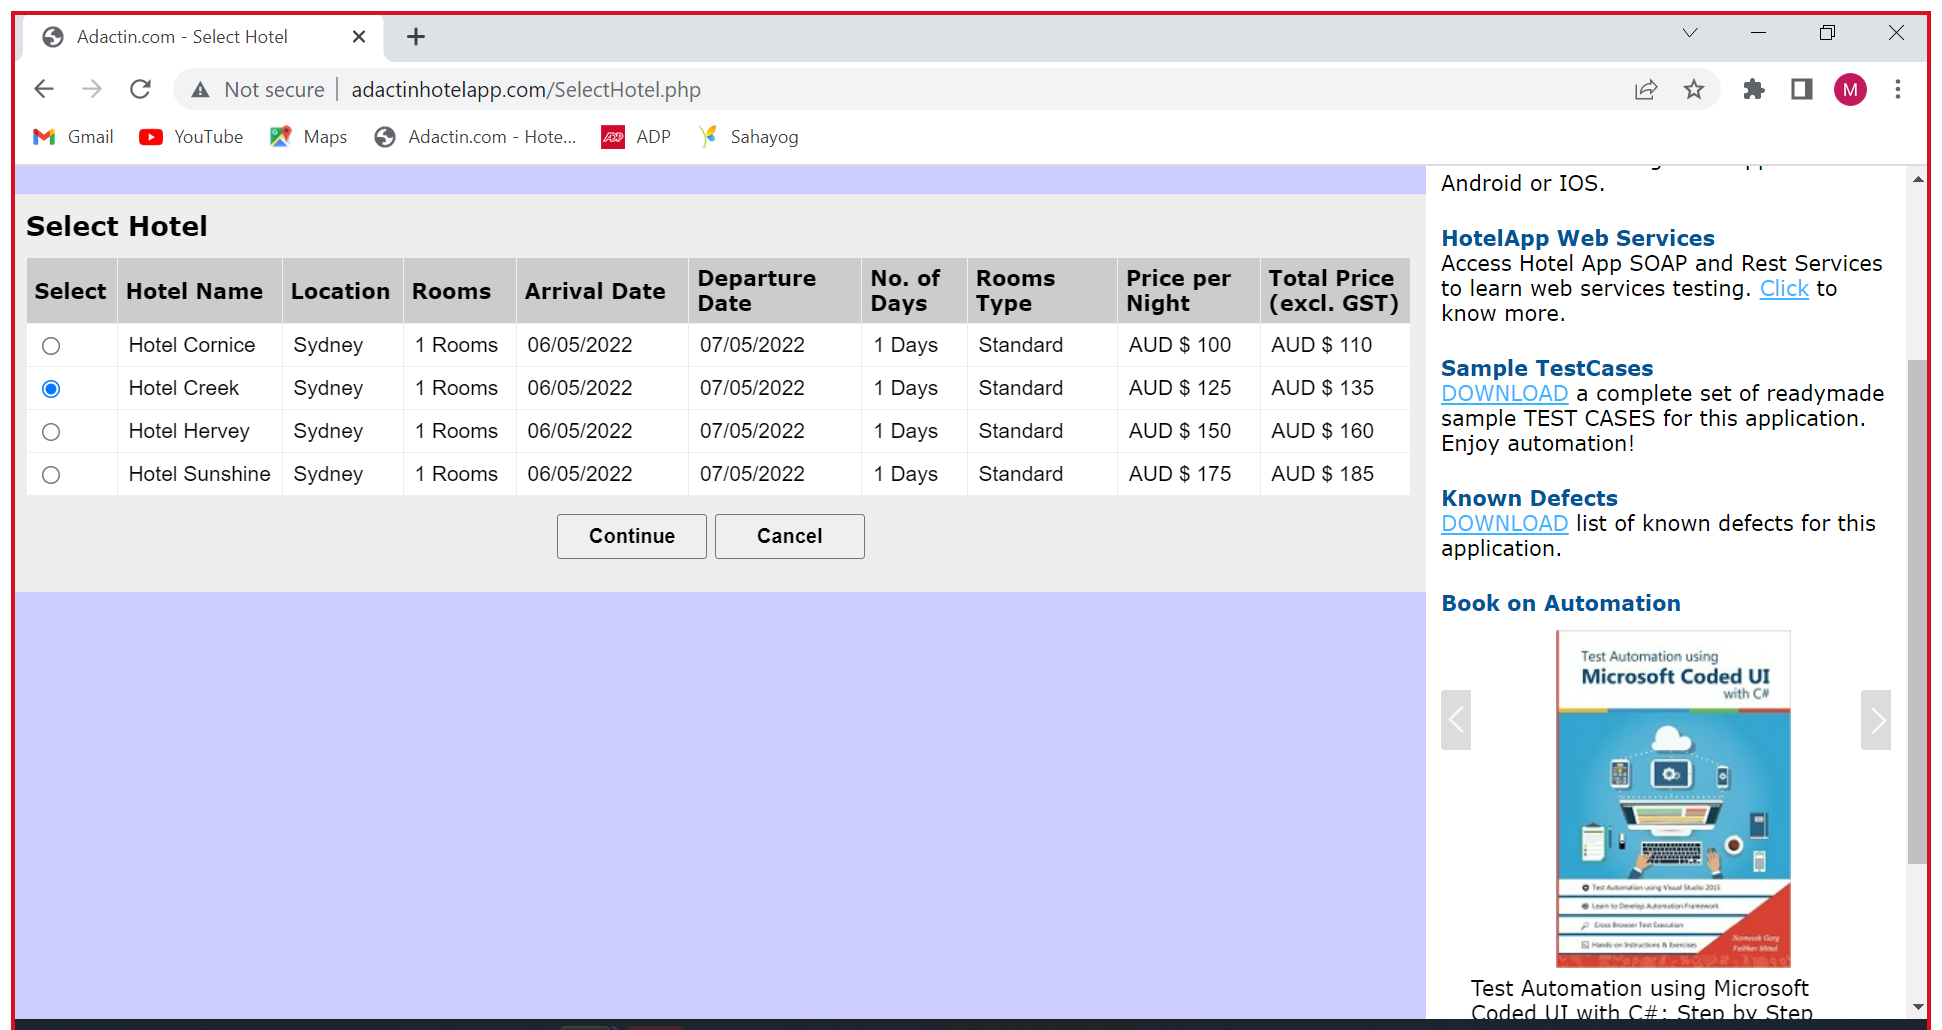 Adactin.com - Select Hotel
Not secure | adactinhotelapp.com/SelectHotel.php
M
Gmail YouTube Maps Adactin.com - Hote... ADP Sahayog
Select Hotel
Select Hotel Name Location Rooms Arrival Date Departure Date No. of Days Rooms Type Price per Night Total Price (excl. GST)
Hotel Cornice Sydney 1 Rooms 06/05/2022 07/05/2022 1 Days Standard AUD $ 100 AUD $ 110
Hotel Creek Sydney 1 Rooms 06/05/2022 07/05/2022 1 Days Standard AUD $ 125 AUD $ 135
Hotel Hervey Sydney 1 Rooms 06/05/2022 07/05/2022 1 Days Standard AUD $ 150 AUD $ 160
Hotel Sunshine Sydney 1 Rooms 06/05/2022 07/05/2022 1 Days Standard AUD $ 175 AUD $ 185
Continue Cancel
Android or IOS.
HotelApp Web Services
Access Hotel App SOAP and Rest Services
to learn web services testing. Click to
know more.
Sample TestCases
DOWNLOAD a complete set of readymade
sample TEST CASES for this application.
Enjoy automation!
Known Defects
DOWNLOAD list of known defects for this
application.
Book on Automation
Test Automation using
Microsoft Coded UI
with C#
Test Automation using Visual Studio 2015
Learn to Develop Automation Framework
Cross Browser Test Execution
Hands on Instructions & Exercises
Test Automation using Microsoft
Coded UI with C#: Step by Step